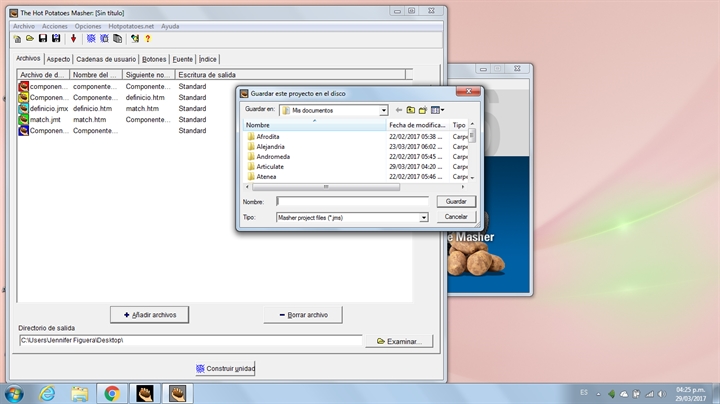 The Hot Potatoes Masher: [Sin título]
Archivo Acciones Opciones Hotpotatoes.net Ayuda
Archivos Aspecto Cadenas de usuario Botones Fuente Índice
Archivo de d... Nombre del ... Siguiente no... Escritura de salida
componen... componente... Componente... Standard
Componen... Componente... definicio.htm Standard
definicio.jmx definicio.htm match.htm Standard
match.jmt match.htm Componente... Standard
Componen... Componente... Standard
Añadir archivos
Borrar archivo
Directorio de salida
C:\Users\Jennifer Figuera\Desktop\
Examinar...
Construir unidad
Guardar este proyecto en el disco
Guardar en: Mis documentos
Nombre Fecha de modifica... Tipo
Afrodita 22/02/2017 05:38 ... Carpe
Alejandria 23/03/2017 06:02 ... Carpe
Andromeda 22/02/2017 05:45 ... Carpe
Articulate 29/03/2017 04:20 ... Carpe
Atenea 22/02/2017 05:46 ... Carpe
Nombre: Guardar
Tipo: Masher project files (*.jms) Cancelar
e Masher
ES 04:25 p.m.
29/03/2017